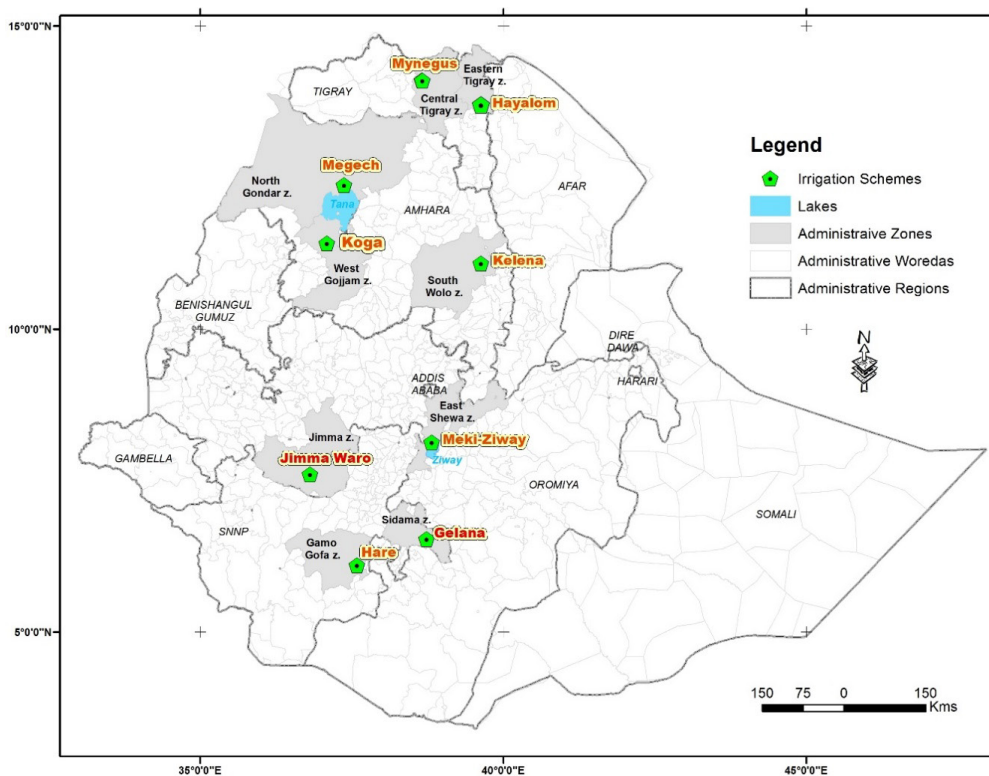 15°0'0"N
Mynegus
Eastern
Tigray z.
TIGRAY
Central
Tigray z.
Hayalom
Megech
North
Gondar z.
Tana
AMHARA
AFAR
Koga
West
Gojjam z.
Kelena
South
Wolo z.
BENISHANGUL
GUMUZ
10°0'0"N
DIRE
DAWA
HARARI
ADDIS
ABABA
East
Shewa z.
Meki-Ziway
Ziway
Jimma z.
Jimma Waro
GAMBELLA
OROMIYA
SOMALI
SNNP
Sidama z.
Gelana
Gamo
Gofa z.
Hare
5°0'0"N
35°0'0"E
40°0'0"E
45°0'0"E
Legend
Irrigation Schemes
Lakes
Administraive Zones
Administrative Woredas
Administrative Regions
N
150 75 0 150
Kms